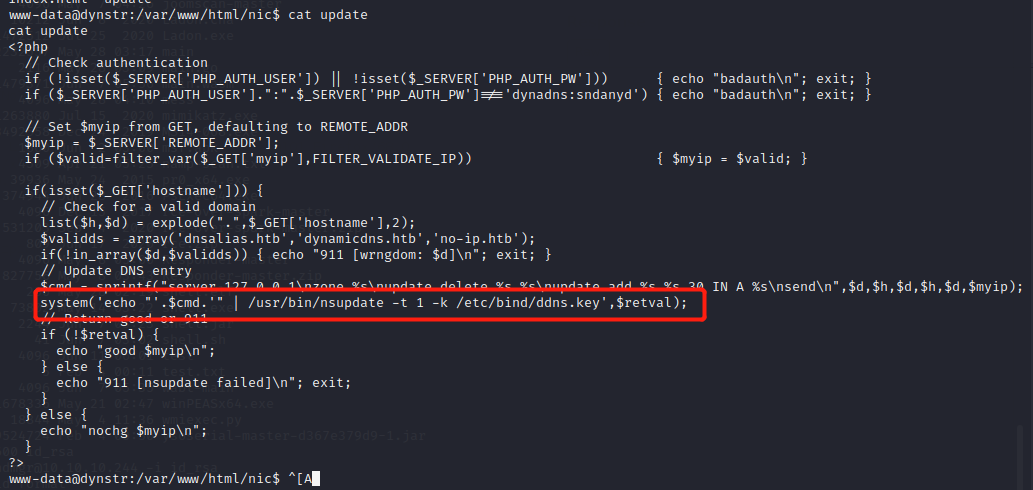 index.html  update
www-data@dynstr:/var/www/html/nic$ cat update
cat update
<?php
  // Check authentication
  if (!isset($_SERVER['PHP_AUTH_USER']) || !isset($_SERVER['PHP_AUTH_PW']))      { echo "badauth\n"; exit; }
  if ($_SERVER['PHP_AUTH_USER'].":".$_SERVER['PHP_AUTH_PW']!=='dynadns:sndanyd') { echo "badauth\n"; exit; }
  // Set $myip from GET, defaulting to REMOTE_ADDR
  $myip = $_SERVER['REMOTE_ADDR'];
  if ($valid=filter_var($_GET['myip'],FILTER_VALIDATE_IP))                       { $myip = $valid; }
  if(isset($_GET['hostname'])) {
    // Check for a valid domain
    list($h,$d) = explode(".",$_GET['hostname'],2);
    $validds = array('dnsalias.htb','dynamicdns.htb','no-ip.htb');
    if(!in_array($d,$validds)) { echo "911 [wrngdom: $d]\n"; exit; }
    // Update DNS entry
    $cmd = sprintf("server 127.0.0.1\nzone %s\nupdate delete %s.%s\nupdate add %s.%s 30 IN A %s\nsend\n",$d,$h,$d,$h,$d,$myip);
    system('echo "'.$cmd.'" | /usr/bin/nsupdate -t 1 -k /etc/bind/ddns.key',$retval);
    // Return good or 911
    if (!$retval) {
      echo "good $myip\n";
    } else {
      echo "911 [nsupdate failed]\n"; exit;
    }
  } else {
    echo "nochg $myip\n";
  }
?>
www-data@dynstr:/var/www/html/nic$ ^[A